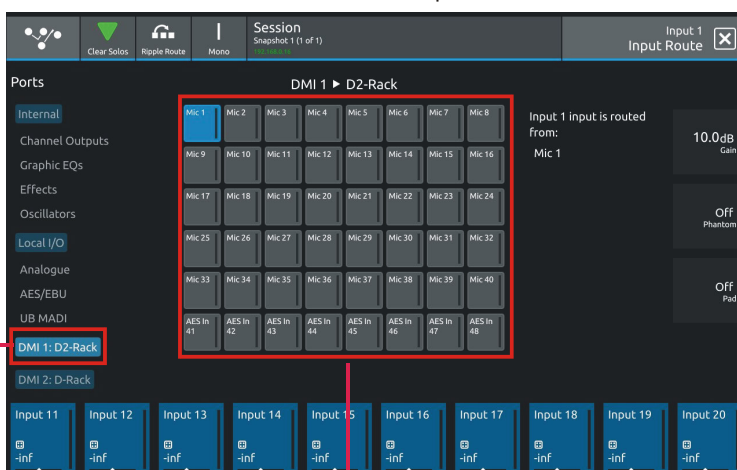 Clear Solos
Ripple Route
Mono
Session
Snapshot 1 (1 of 1)
192.168.0.10
Input 1
Input Route
Ports
DMI 1 ► D2-Rack
Internal
Channel Outputs
Graphic EQs
Effects
Oscillators
Local I/O
Analogue
AES/EBU
UB MADI
DMI 1: D2-Rack
DMI 2: D-Rack
Mic 1 Mic 2 Mic 3 Mic 4 Mic 5 Mic 6 Mic 7 Mic 8
Mic 9 Mic 10 Mic 11 Mic 12 Mic 13 Mic 14 Mic 15 Mic 16
Mic 17 Mic 18 Mic 19 Mic 20 Mic 21 Mic 22 Mic 23 Mic 24
Mic 25 Mic 26 Mic 27 Mic 28 Mic 29 Mic 30 Mic 31 Mic 32
Mic 33 Mic 34 Mic 35 Mic 36 Mic 37 Mic 38 Mic 39 Mic 40
AES In AES In AES In AES In AES In AES In AES In AES In
41 42 43 44 45 46 47 48
Input 1 input is routed
from:
Mic 1
10.0dB
Gain
Off
Phantom
Off
Pad
Input 11 Input 12 Input 13 Input 14 Input 15 Input 16 Input 17 Input 18 Input 19 Input 20
-inf -inf -inf -inf -inf -inf -inf -inf -inf -inf